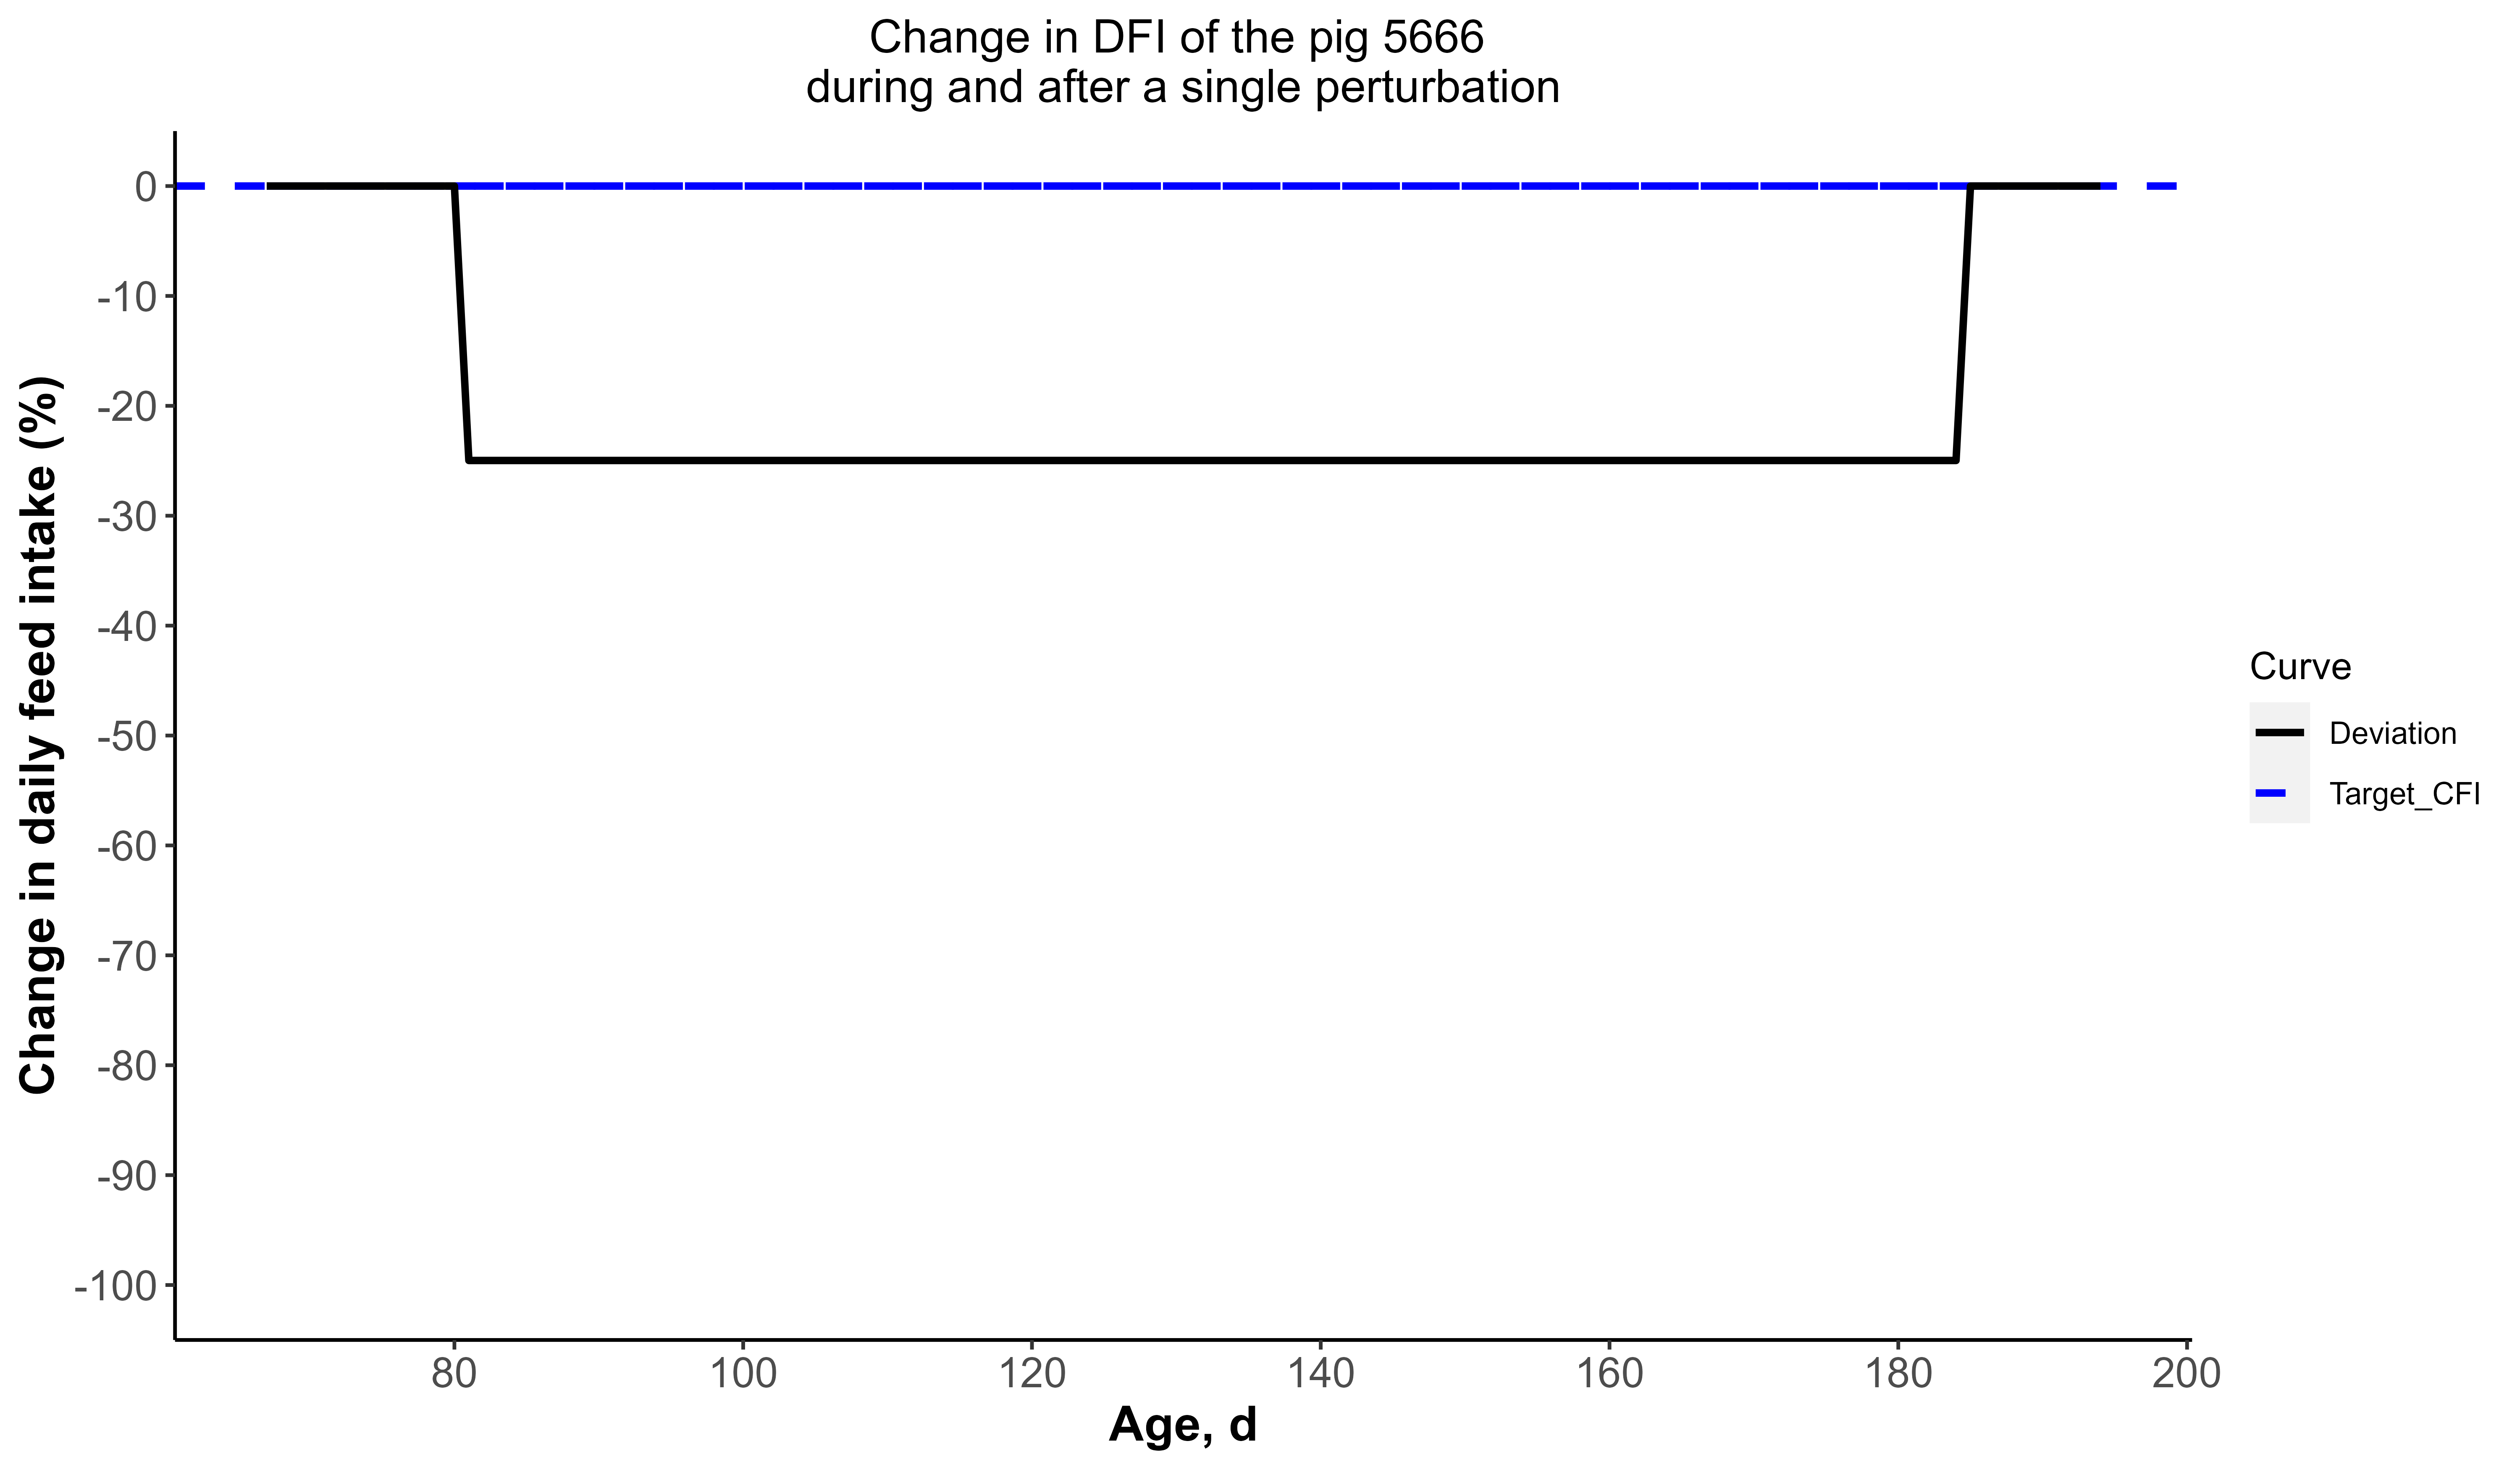 Change in DFI of the pig 5666
during and after a single perturbation
Change in daily feed intake (%)
0
-10
-20
-30
-40
-50
-60
-70
-80
-90
-100
80
100
120
140
160
180
200
Age, d
Curve
Deviation
Target_CFI